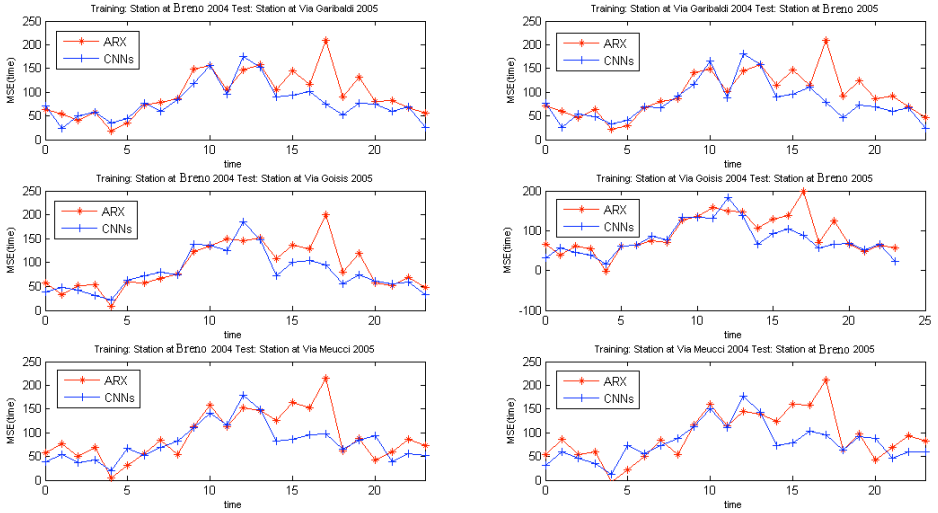 Training: Station at Breno 2004 Test: Station at Via Garibaldi 2005
250
200
150
100
50
0
MSE(time)
ARX
CNNs
0 5 10 15 20
time
Training: Station at Via Garibaldi 2004 Test: Station at Breno 2005
250
200
150
100
50
0
MSE(time)
ARX
CNNs
0 5 10 15 20 25
time
Training: Station at Breno 2004 Test: Station at Via Goisis 2005
250
200
150
100
50
0
MSE(time)
ARX
CNNs
0 5 10 15 20
time
Training: Station at Via Goisis 2004 Test: Station at Breno 2005
200
100
0
-100
MSE(time)
ARX
CNNs
0 5 10 15 20 25
time
Training: Station at Breno 2004 Test: Station at Via Meucci 2005
250
200
150
100
50
0
MSE(time)
ARX
CNNs
0 5 10 15 20
time
Training: Station at Via Meucci 2004 Test: Station at Breno 2005
250
200
150
100
50
0
MSE(time)
ARX
CNNs
0 5 10 15 20
time